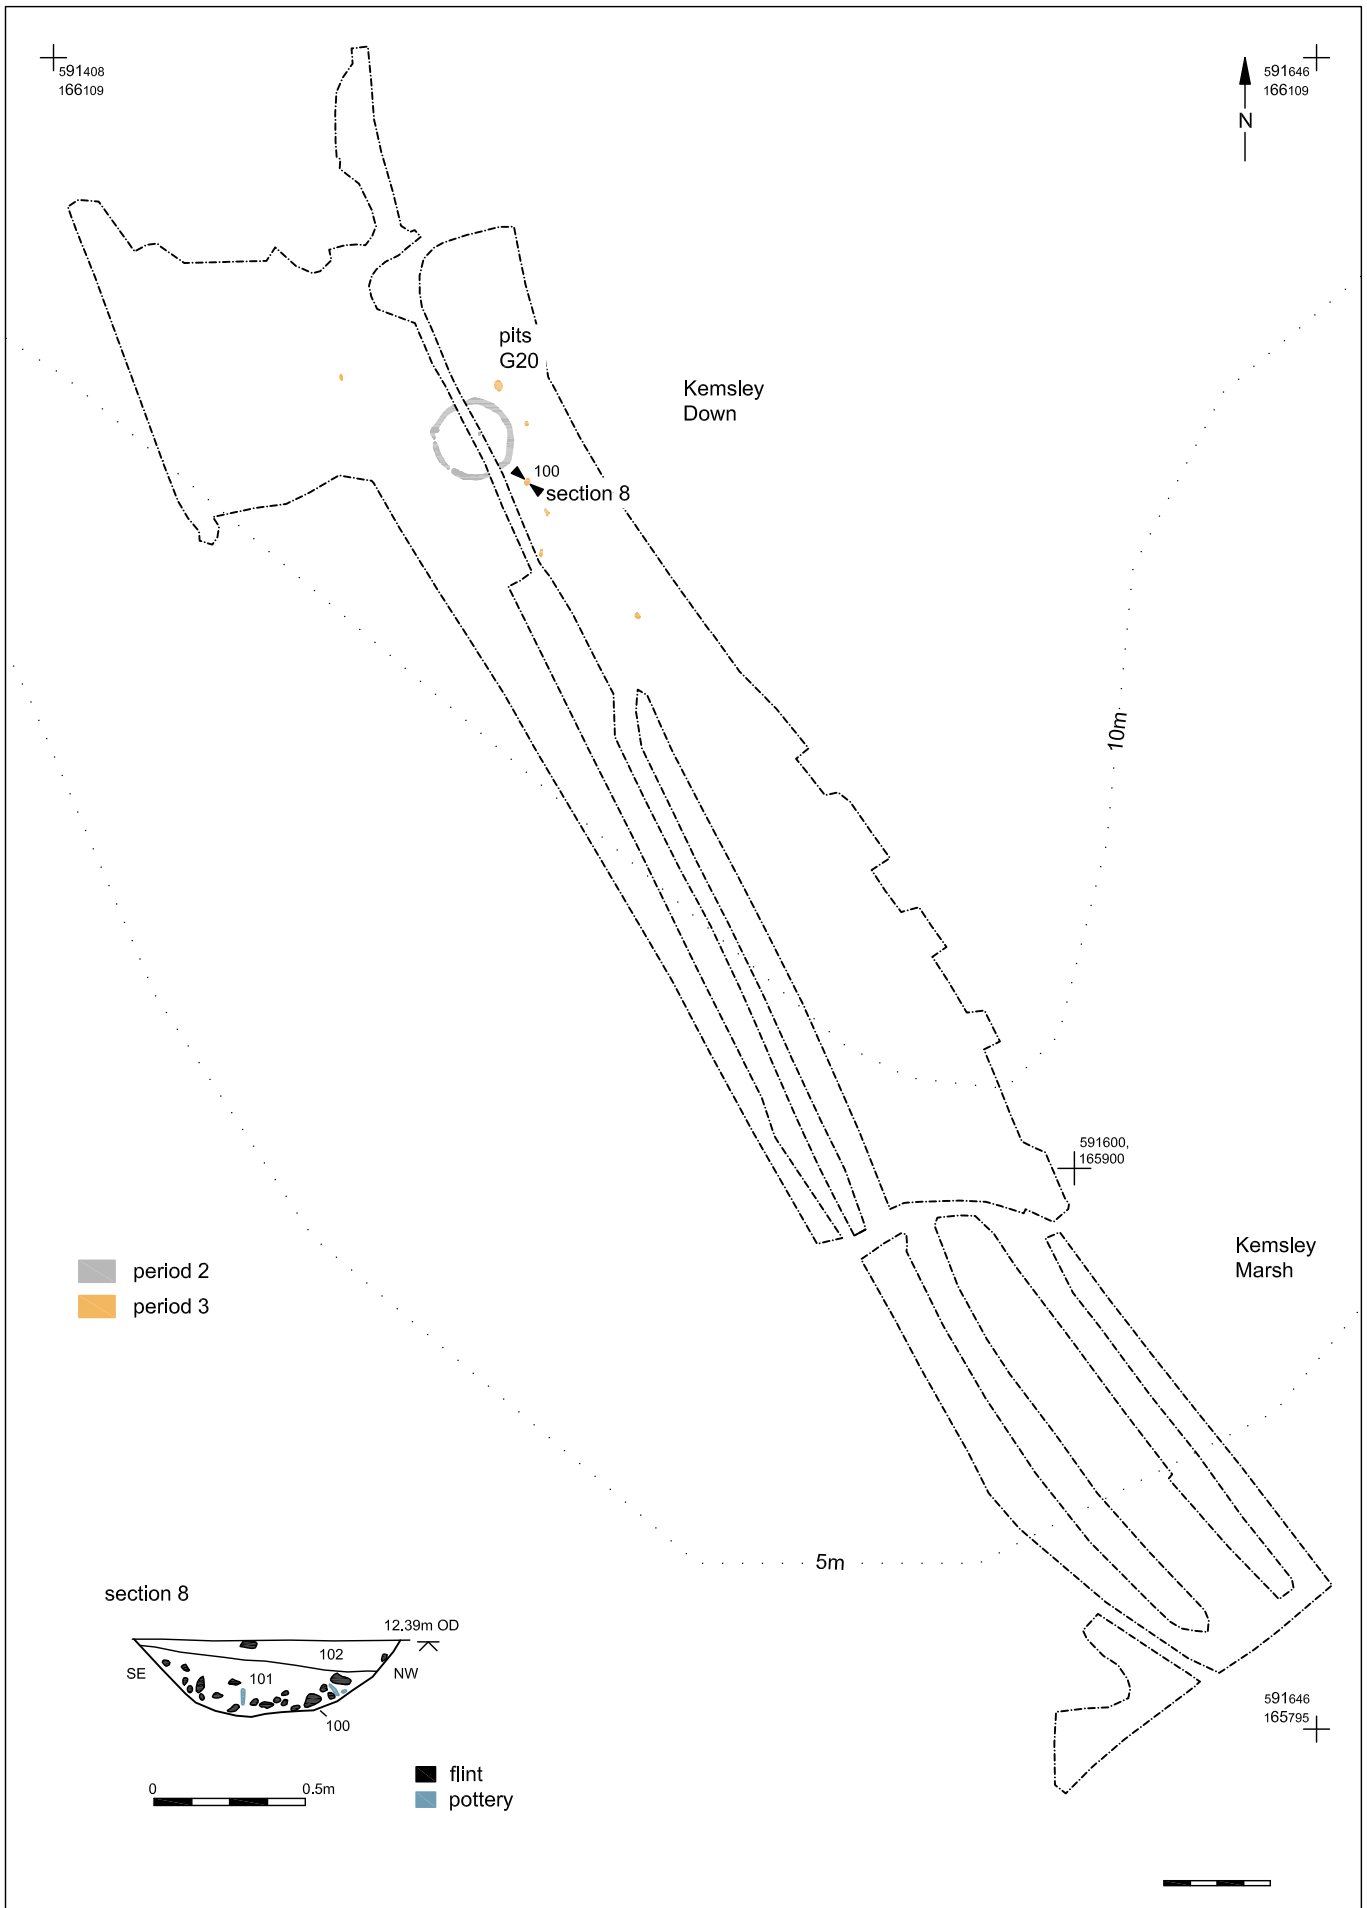 591408
166109
591646
166109
N
pits
G20
Kemsley
Down
100
section 8
10m
591600,
165900
Kemsley
Marsh
period 2
period 3
5m
section 8
12.39m OD
102
SE
101
NW
100
591646
165795
0
0.5m
flint
pottery